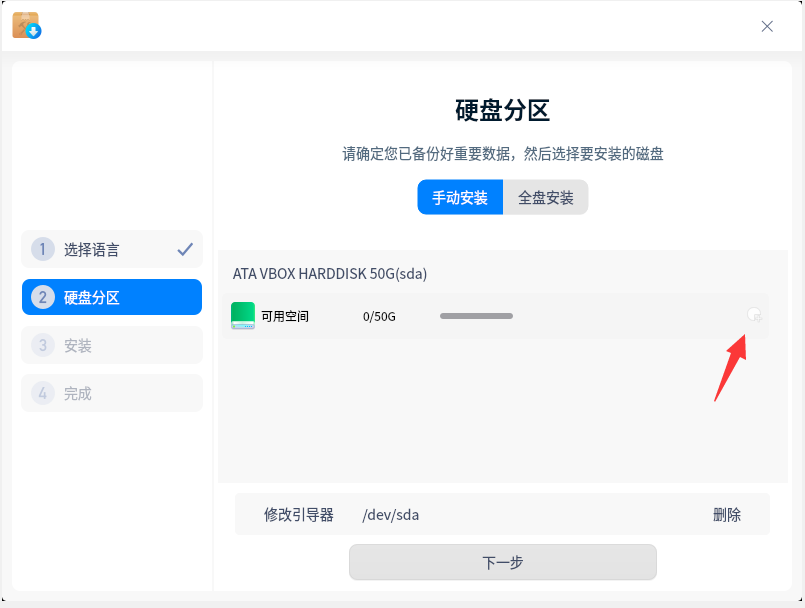 硬盘分区
请确定您已备份好重要数据，然后选择要安装的磁盘
手动安装 全盘安装
1 选择语言
2 硬盘分区
3 安装
4 完成
ATA VBOX HARDDISK 50G(sda)
可用空间 0/50G
修改引导器 /dev/sda 删除
下一步